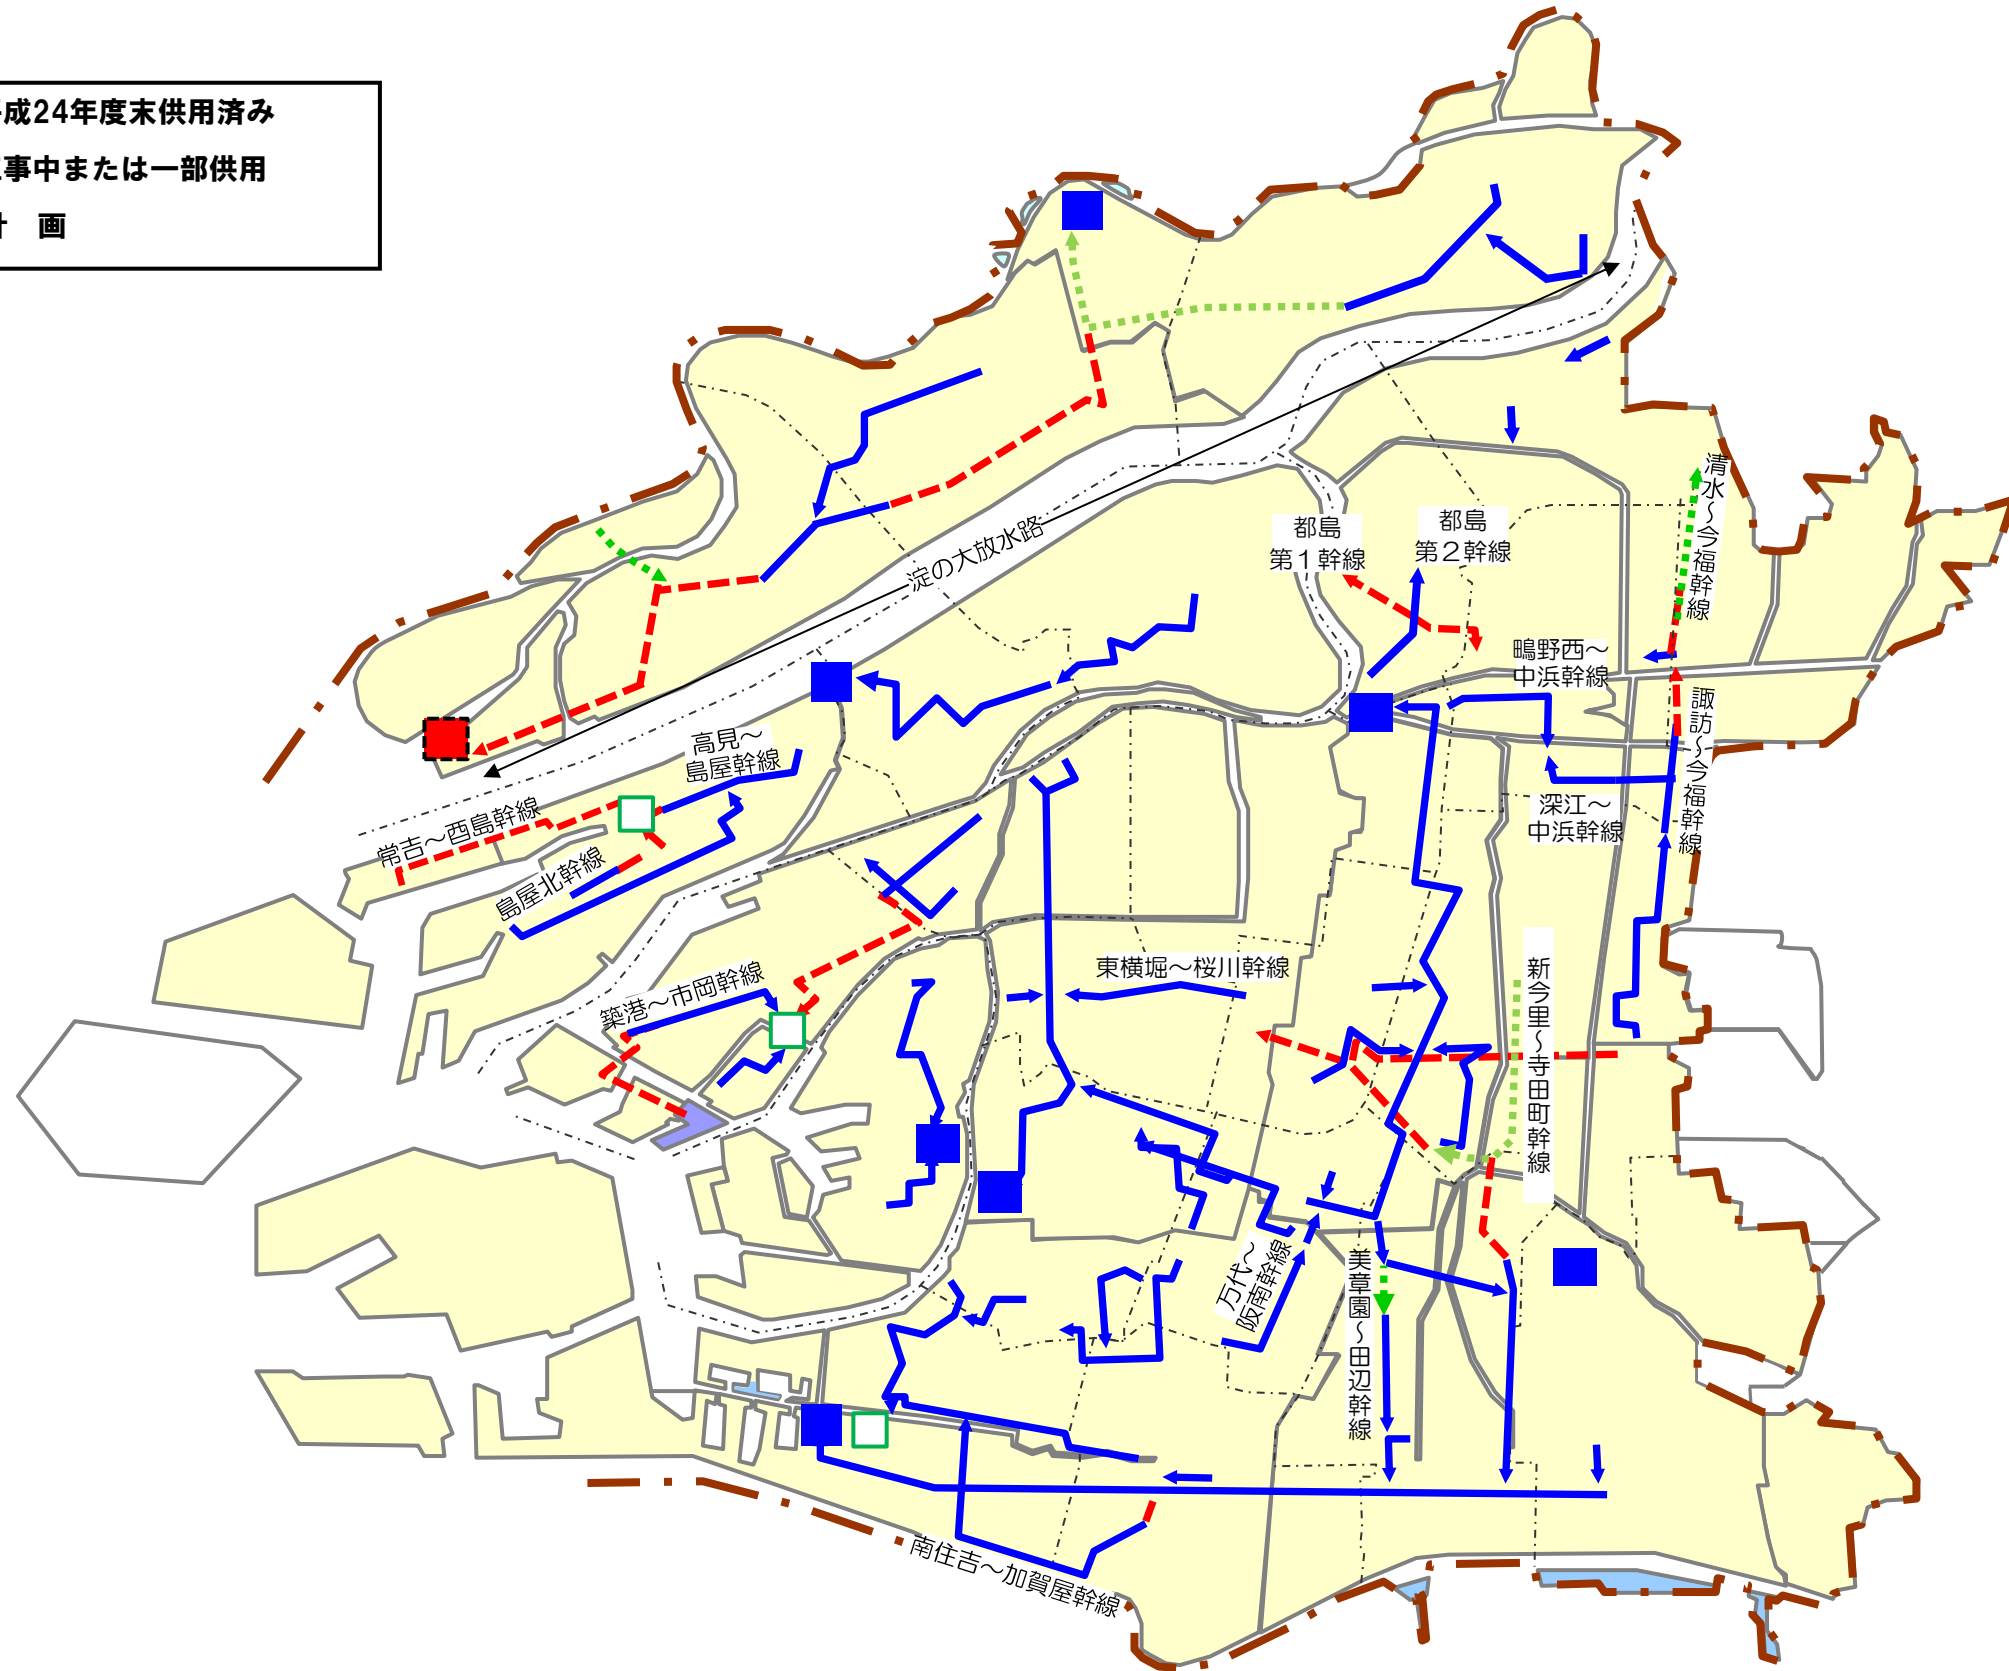 成24年度末供用済み
事中または一部供用
画
都島
第1幹線
都島
第2幹線
清水～今福幹線
淀の大放水路
鴫野西～
中浜幹線
諏訪～今福幹線
高見～
島屋幹線
常吉～酉島幹線
深江～
中浜幹線
島屋北幹線
東横堀～桜川幹線
新今里～寺田町幹線
築港～市岡幹線
万代～
阪南幹線
美章園～田辺幹線
南住吉～加賀屋幹線